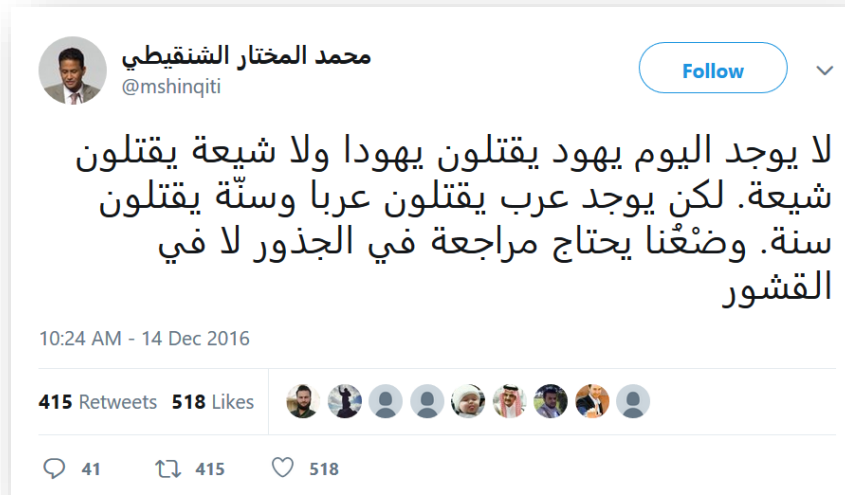 محمد المختار الشنقيطي
@mshinqiti
Follow
لا يوجد اليوم يهود يقتلون يهودا ولا شيعة يقتلون
شيعة. لكن يوجد عرب يقتلون عربا وسنّة يقتلون
سنة. وضْعُنا يحتاج مراجعة في الجذور لا في
القشور
10:24 AM - 14 Dec 2016
415 Retweets 518 Likes
41 415 518